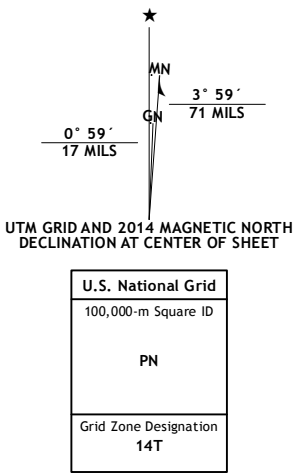 ★
MN
3° 59´
71 MILS
GN
0° 59´
17 MILS
UTM GRID AND 2014 MAGNETIC NORTH
DECLINATION AT CENTER OF SHEET
U.S. National Grid
100,000-m Square ID
PN
Grid Zone Designation
14T